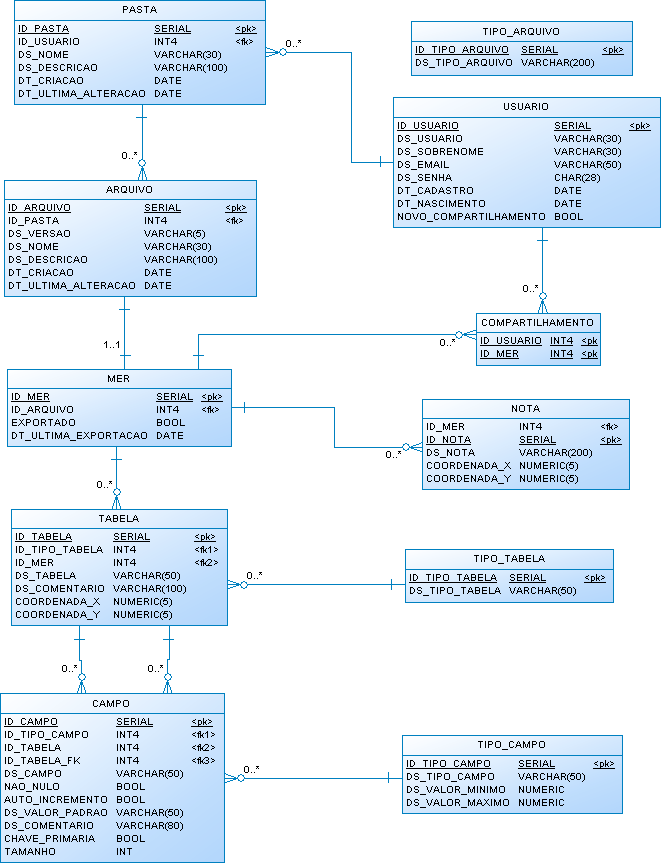 PASTA
ID_PASTA SERIAL <pk>
ID_USUARIO INT4 <fk>
DS_NOME VARCHAR(30)
DS_DESCRICAO VARCHAR(100)
DT_CRIACAO DATE
DT_ULTIMA_ALTERACAO DATE
0..*
TIPO_ARQUIVO
ID_TIPO_ARQUIVO SERIAL <pk>
DS_TIPO_ARQUIVO VARCHAR(200)
USUARIO
ID_USUARIO SERIAL <pk>
DS_USUARIO VARCHAR(30)
DS_SOBRENOME VARCHAR(30)
DS_EMAIL VARCHAR(50)
DS_SENHA CHAR(28)
DT_CADASTRO DATE
DT_NASCIMENTO DATE
NOVO_COMPARTILHAMENTO BOOL
0..*
ARQUIVO
ID_ARQUIVO SERIAL <pk>
ID_PASTA INT4 <fk>
DS_VERSAO VARCHAR(5)
DS_NOME VARCHAR(30)
DS_DESCRICAO VARCHAR(100)
DT_CRIACAO DATE
DT_ULTIMA_ALTERACAO DATE
0..*
COMPARTILHAMENTO
ID_USUARIO INT4 <pk
ID_MER INT4 <pk
0..*
1..1
MER
ID_MER SERIAL <pk>
ID_ARQUIVO INT4 <fk>
EXPORTADO BOOL
DT_ULTIMA_EXPORTACAO DATE
NOTA
ID_MER INT4 <fk>
ID_NOTA SERIAL <pk>
DS_NOTA VARCHAR(200)
COORDENADA_X NUMERIC(5)
COORDENADA_Y NUMERIC(5)
0..*
0..*
TABELA
ID_TABELA SERIAL <pk>
ID_TIPO_TABELA INT4 <fk1>
ID_MER INT4 <fk2>
DS_TABELA VARCHAR(50)
DS_COMENTARIO VARCHAR(100)
COORDENADA_X NUMERIC(5)
COORDENADA_Y NUMERIC(5)
0..*
TIPO_TABELA
ID_TIPO_TABELA SERIAL <pk>
DS_TIPO_TABELA VARCHAR(50)
0..*
0..*
CAMPO
ID_CAMPO SERIAL <pk>
ID_TIPO_CAMPO INT4 <fk1>
ID_TABELA INT4 <fk2>
ID_TABELA_FK INT4 <fk3>
DS_CAMPO VARCHAR(50)
NAO_NULO BOOL
AUTO_INCREMENTO BOOL
DS_VALOR_PADRAO VARCHAR(50)
DS_COMENTARIO VARCHAR(80)
CHAVE_PRIMARIA BOOL
TAMANHO INT
0..*
TIPO_CAMPO
ID_TIPO_CAMPO SERIAL <pk>
DS_TIPO_CAMPO VARCHAR(50)
DS_VALOR_MINIMO NUMERIC
DS_VALOR_MAXIMO NUMERIC